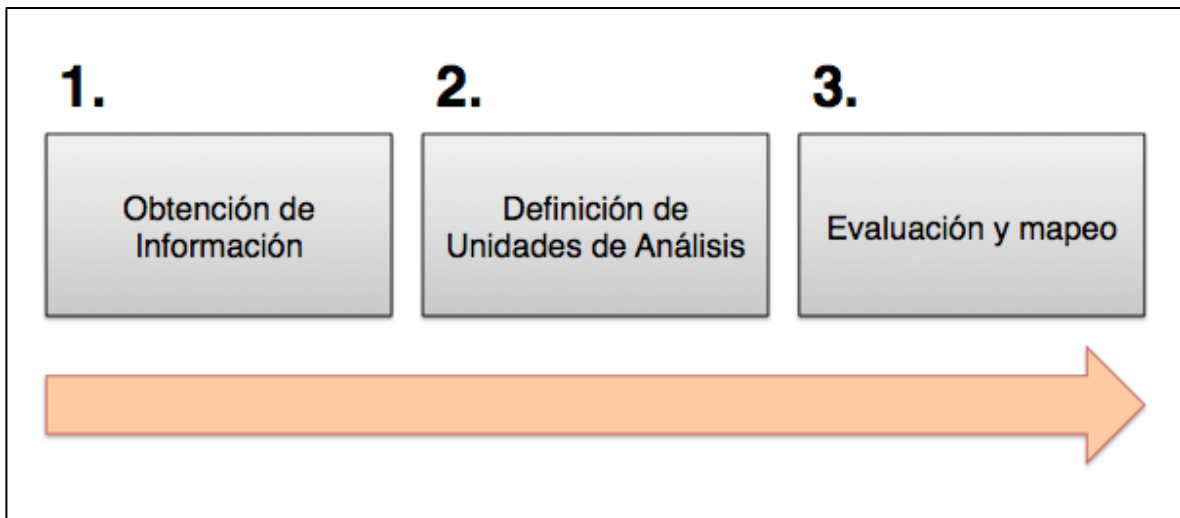 1.
Obtención de
Información
2.
Definición de
Unidades de Análisis
3.
Evaluación y mapeo